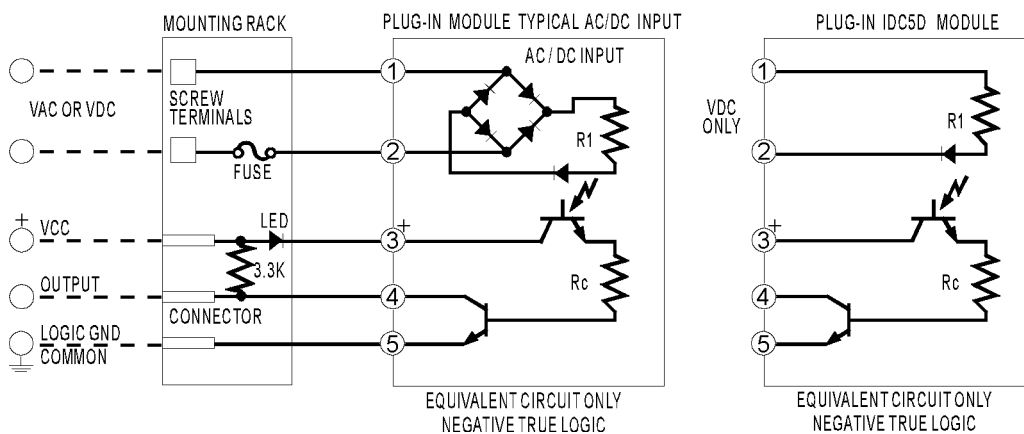 MOUNTING RACK
PLUG-IN MODULE TYPICAL AC/DC INPUT
PLUG-IN IDC5D MODULE
AC / DC INPUT
1
1
SCREW
TERMINALS
VAC OR VDC
VDC
ONLY
R1
R1
2
2
FUSE
+
VCC
LED
3
+
3
+
3.3K
Rc
Rc
OUTPUT
4
4
CONNECTOR
LOGIC GND
COMMON
5
5
EQUIVALENT CIRCUIT ONLY
NEGATIVE TRUE LOGIC
EQUIVALENT CIRCUIT ONLY
NEGATIVE TRUE LOGIC